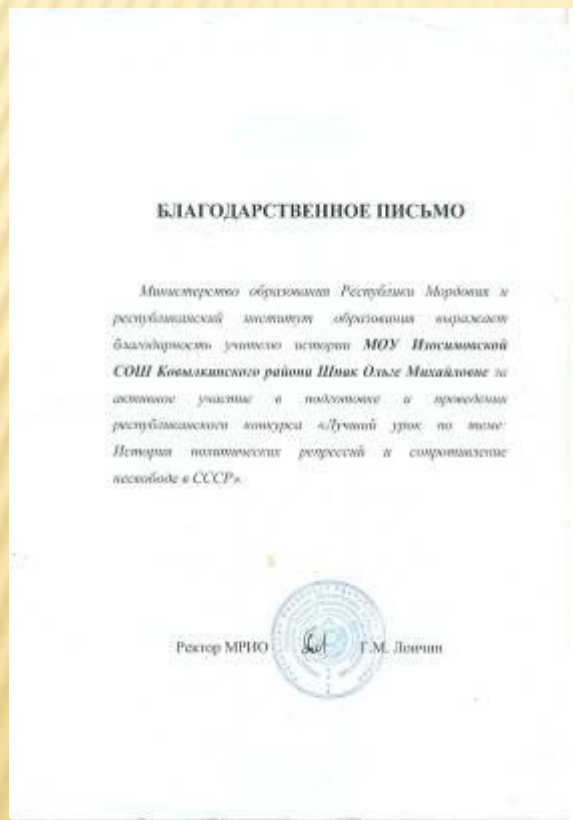 БЛАГОДАРСТВЕННОЕ ПИСЬМО
Министерство образования Республики Мордовия и
республиканский институт образования выражает
благодарность учителю истории МОУ Изосимовской
СОШ Ковылкинского района Шпак Ольге Михайловне за
активное участие в подготовке и проведении
республиканского конкурса «Лучший урок по теме:
История политических репрессий и сопротивление
несвободе в СССР».
Ректор МРИО Г.М. Лончин